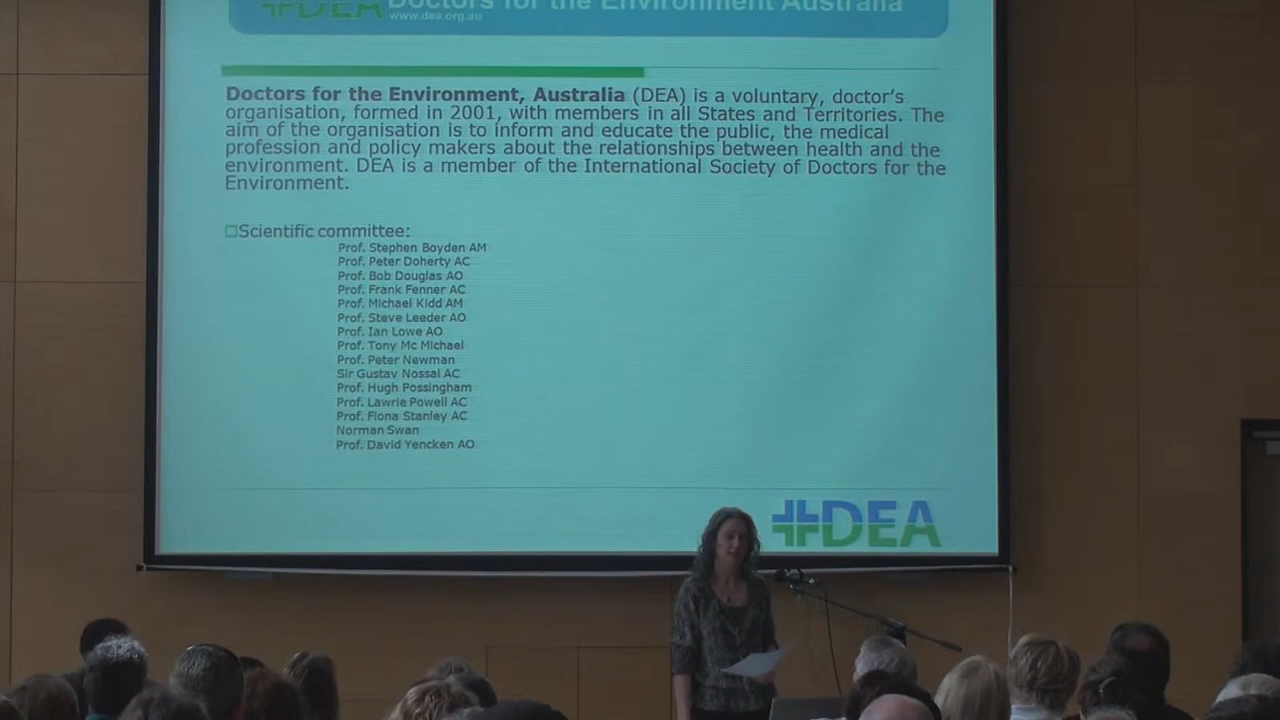 DEA Doctors for the Environment Australia
www.dea.org.au
Doctors for the Environment, Australia (DEA) is a voluntary, doctor's
organisation, formed in 2001, with members in all States and Territories. The
aim of the organisation is to inform and educate the public, the medical
profession and policy makers about the relationships between health and the
environment. DEA is a member of the International Society of Doctors for the
Environment.
Scientific committee:
Prof. Stephen Boyden AM
Prof. Peter Doherty AC
Prof. Bob Douglas AO
Prof. Frank Fenner AC
Prof. Michael Kidd AM
Prof. Steve Leeder AO
Prof. Ian Lowe AO
Prof. Tony Mc Michael
Prof. Peter Newman
Sir Gustav Nossal AC
Prof. Hugh Possingham
Prof. Lawrie Powell AC
Prof. Fiona Stanley AC
Norman Swan
Prof. David Yencken AO
DEA